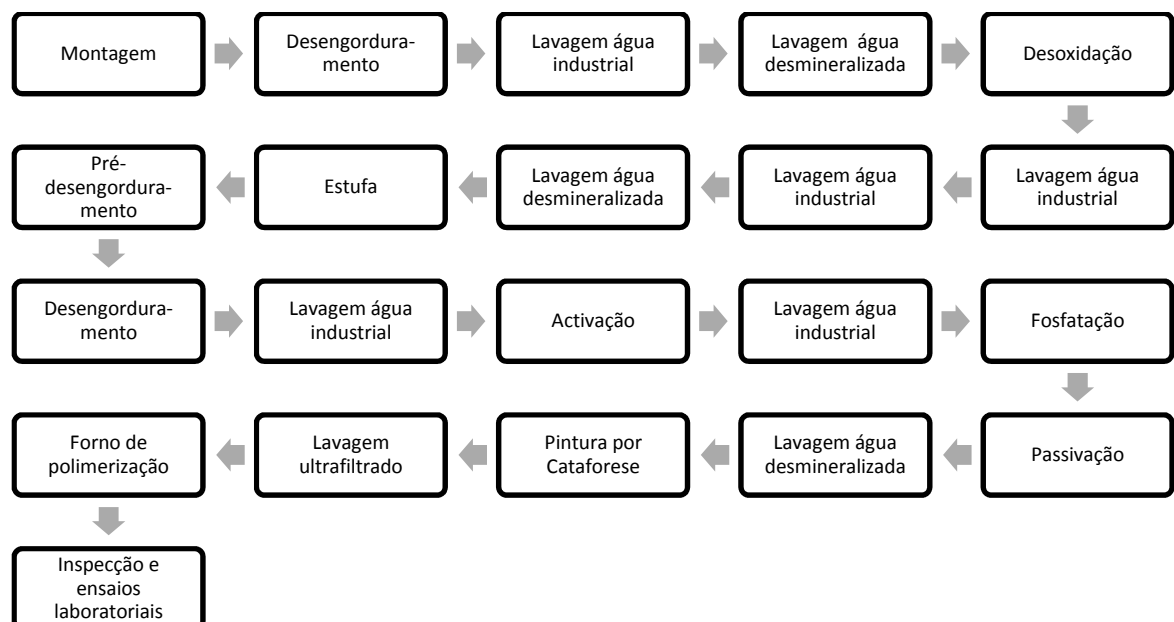 Montagem
Desengordura-
mento
Lavagem água
industrial
Lavagem água
desmineralizada
Desoxidação
Lavagem água
industrial
Lavagem água
industrial
Lavagem água
desmineralizada
Estufa
Pré-
desengordura-
mento
Desengordura-
mento
Lavagem água
industrial
Activação
Lavagem água
industrial
Fosfatação
Passivação
Lavagem água
desmineralizada
Pintura por
Cataforese
Lavagem
ultrafiltrado
Forno de
polimerização
Inspecção e
ensaios
laboratoriais